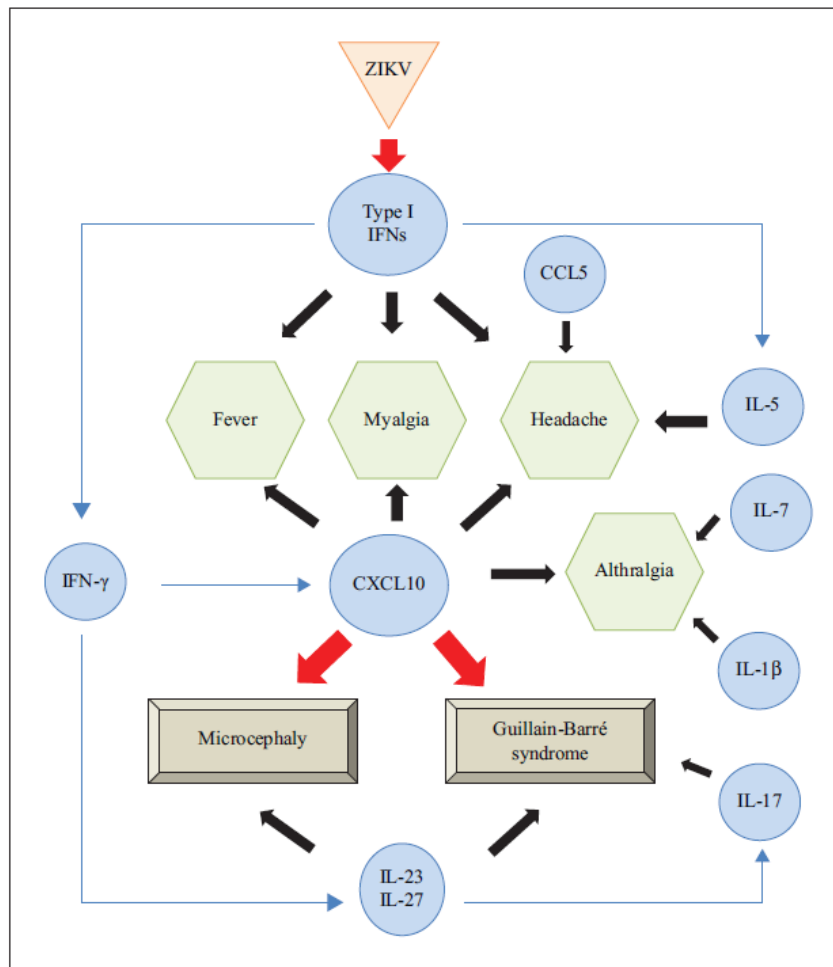 ZIKV
Type I
IFNs
CCL5
Fever
Myalgia
Headache
IL-5
IL-7
IFN-γ
CXCL10
Althralgia
IL-1β
Microcephaly
Guillain-Barré
syndrome
IL-17
IL-23
IL-27